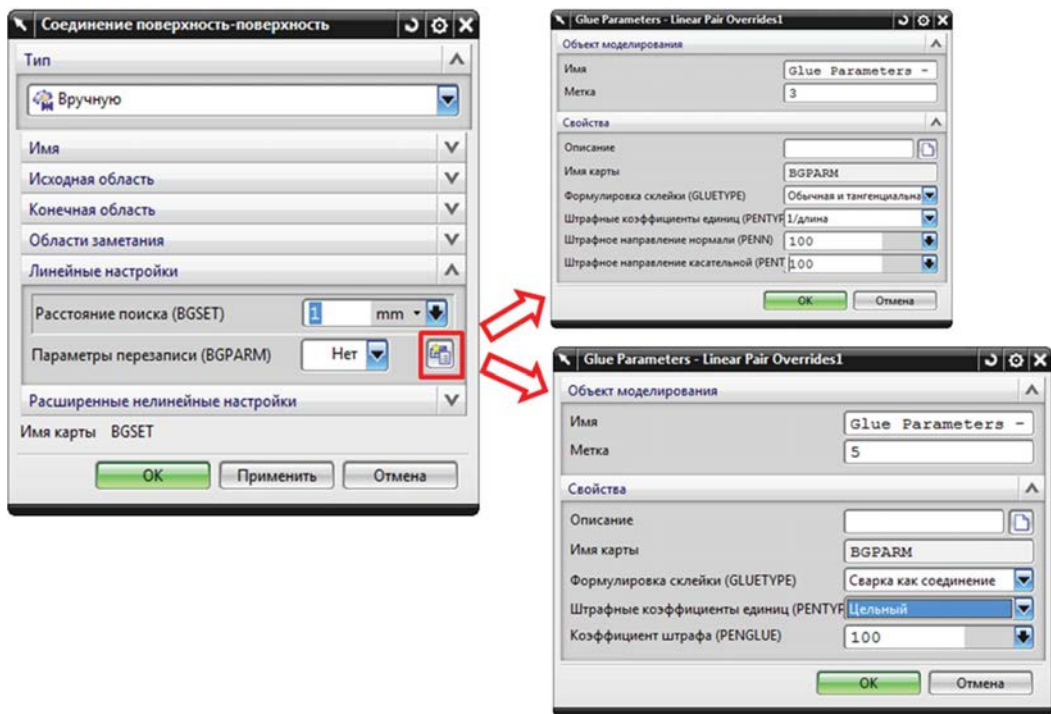 Соединение поверхность-поверхность
Тип
Вручную
Имя
Исходная область
Конечная область
Области заметания
Линейные настройки
Расстояние поиска (BGSET) 1 mm
Параметры перезаписи (BGPARM) Нет
Расширенные нелинейные настройки
Имя карты BGSET
ОК Применить Отмена
Glue Parameters - Linear Pair Overrides1
Объект моделирования
Имя Glue Parameters -
Метка 3
Свойства
Описание
Имя карты BGPARM
Формулировка склейки (GLUETYPE) Обычная и тангенциальна
Штрафные коэффициенты единиц (PENTYP 1/длина
Штрафное направление нормали (PENN) 100
Штрафное направление касательной (PENT 100
ОК Отмена
Glue Parameters - Linear Pair Overrides1
Объект моделирования
Имя Glue Parameters -
Метка 5
Свойства
Описание
Имя карты BGPARM
Формулировка склейки (GLUETYPE) Сварка как соединение
Штрафные коэффициенты единиц (PENTYP Цельный
Коэффициент штрафа (PENGLUE) 100
ОК Отмена